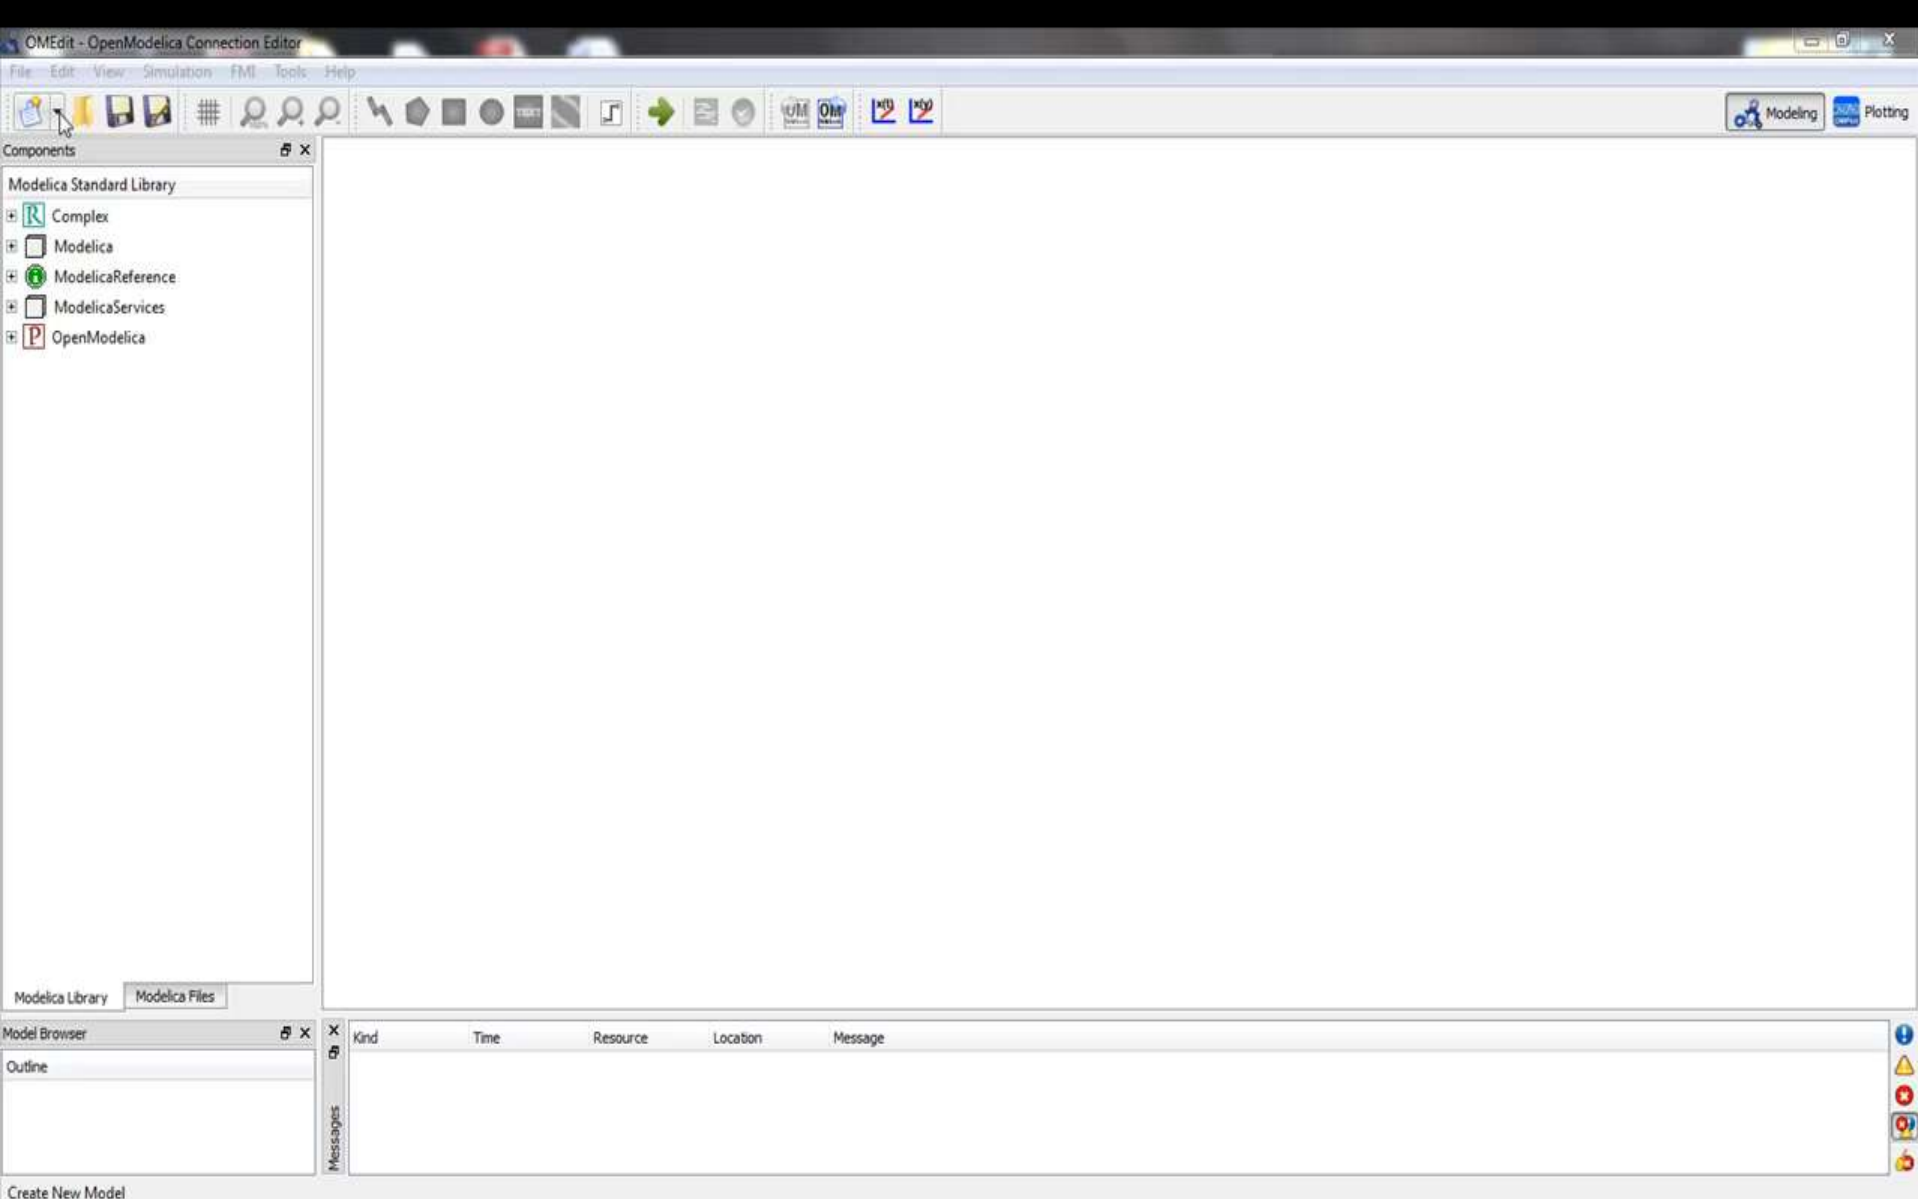 OMEdit - OpenModelica Connection Editor
File Edit View Simulation FMI Tools Help
TEXT OM x(t) x(y) Modeling Plotting
Components
Modelica Standard Library
R Complex
Modelica
ModelicaReference
ModelicaServices
P OpenModelica
Modelica Library Modelica Files
Model Browser
Outline
Kind Time Resource Location Message
Messages
Create New Model